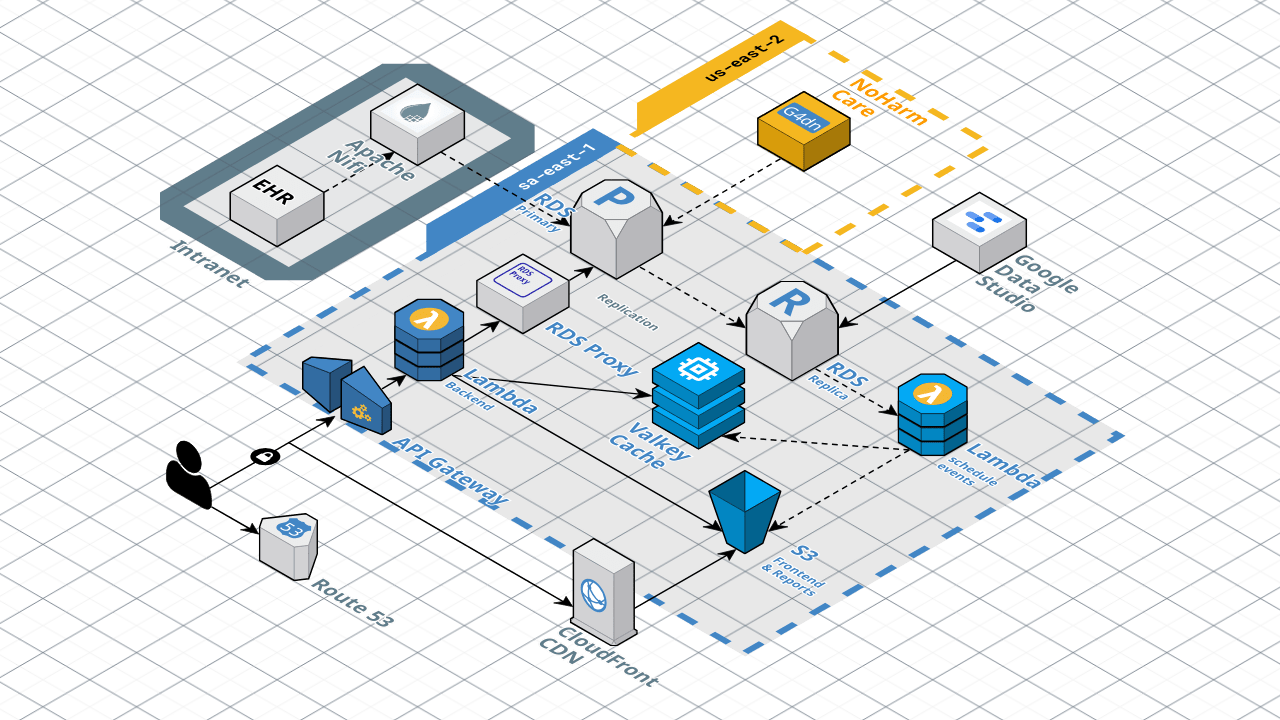 us-east-2
NoHarm
Care
G4dn
Apache
Nifi
EHR
Intranet
sa-east-1
P
RDS
Primary
RDS
Proxy
RDS Proxy
Replication
R
RDS
Replica
Google
Data
Studio
λ
Lambda
Backend
API Gateway
Valkey
Cache
λ
Lambda
schedule
events
53
Route 53
S3
Frontend
& Reports
CloudFront
CDN